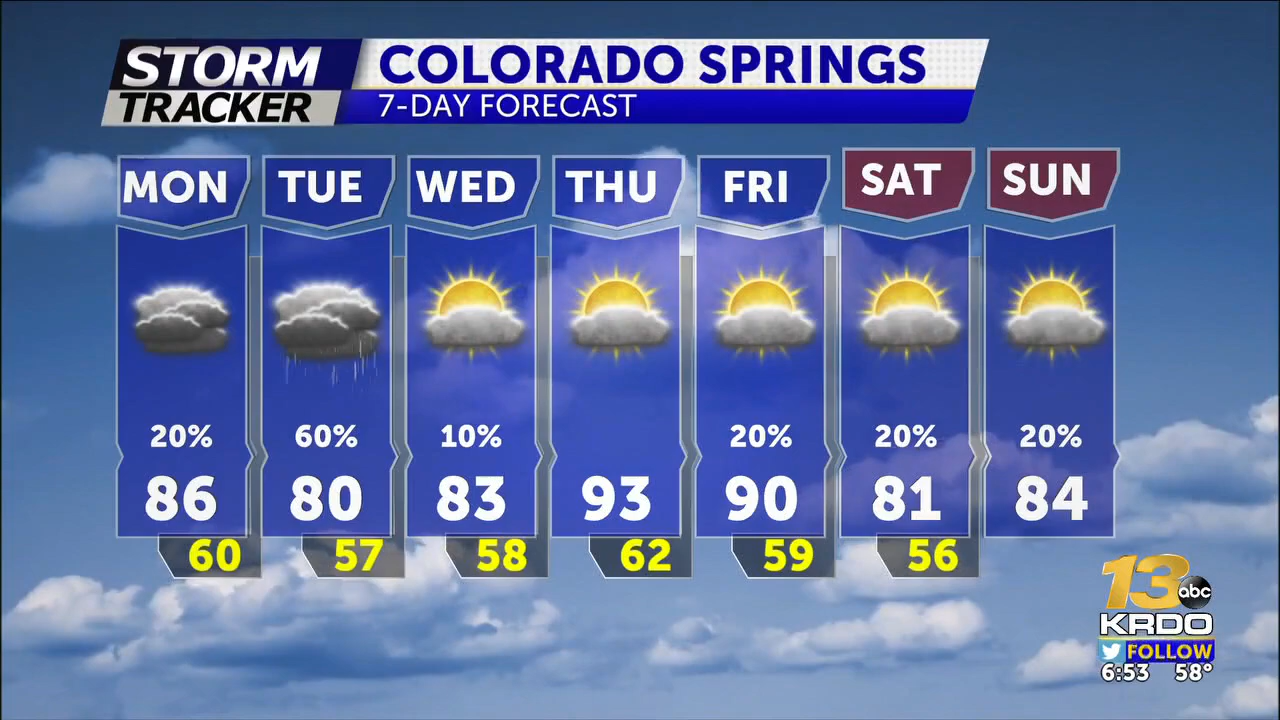 STORM
TRACKER
COLORADO SPRINGS
7-DAY FORECAST
MON TUE WED THU FRI SAT SUN
20% 60% 10% 20% 20% 20%
86 80 83 93 90 81 84
60 57 58 62 59 56
13 abc
KRDO
FOLLOW
6:53 58°